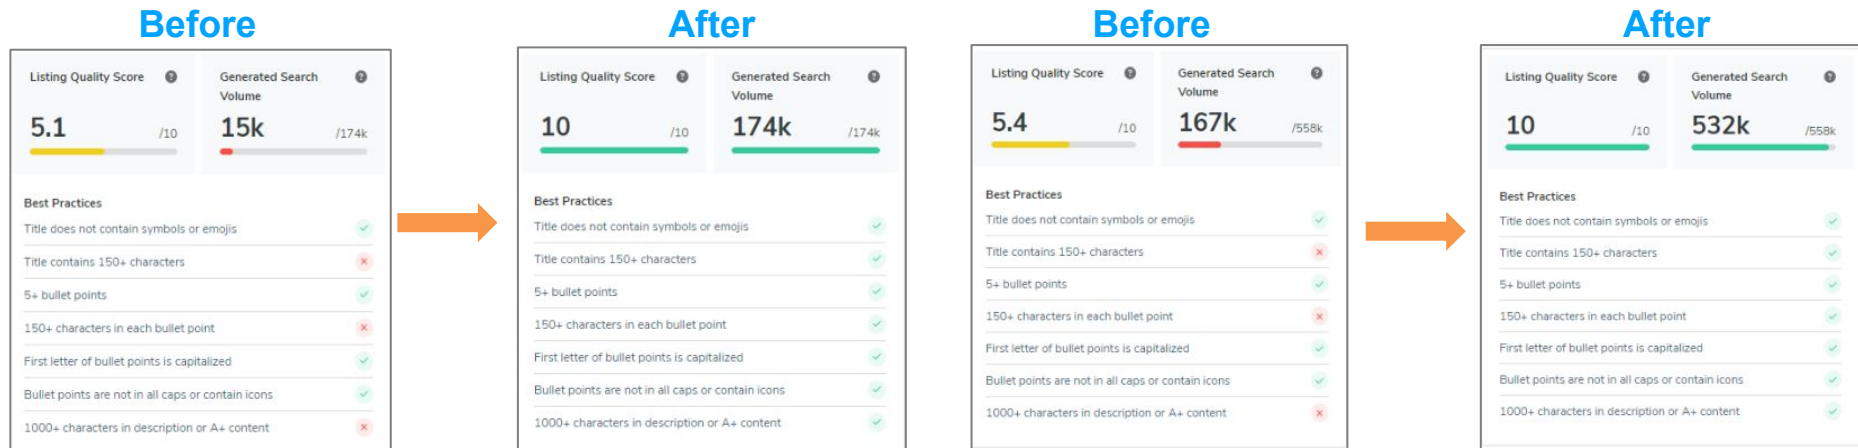 Before
Listing Quality Score ?
Generated Search ?
Volume
5.1 /10
15k /174k
Best Practices
Title does not contain symbols or emojis
Title contains 150+ characters
5+ bullet points
150+ characters in each bullet point
First letter of bullet points is capitalized
Bullet points are not in all caps or contain icons
1000+ characters in description or A+ content
After
Listing Quality Score ?
Generated Search ?
Volume
10 /10
174k /174k
Best Practices
Title does not contain symbols or emojis
Title contains 150+ characters
5+ bullet points
150+ characters in each bullet point
First letter of bullet points is capitalized
Bullet points are not in all caps or contain icons
1000+ characters in description or A+ content
Before
Listing Quality Score ?
Generated Search ?
Volume
5.4 /10
167k /558k
Best Practices
Title does not contain symbols or emojis
Title contains 150+ characters
5+ bullet points
150+ characters in each bullet point
First letter of bullet points is capitalized
Bullet points are not in all caps or contain icons
1000+ characters in description or A+ content
After
Listing Quality Score ?
Generated Search ?
Volume
10 /10
532k /558k
Best Practices
Title does not contain symbols or emojis
Title contains 150+ characters
5+ bullet points
150+ characters in each bullet point
First letter of bullet points is capitalized
Bullet points are not in all caps or contain icons
1000+ characters in description or A+ content